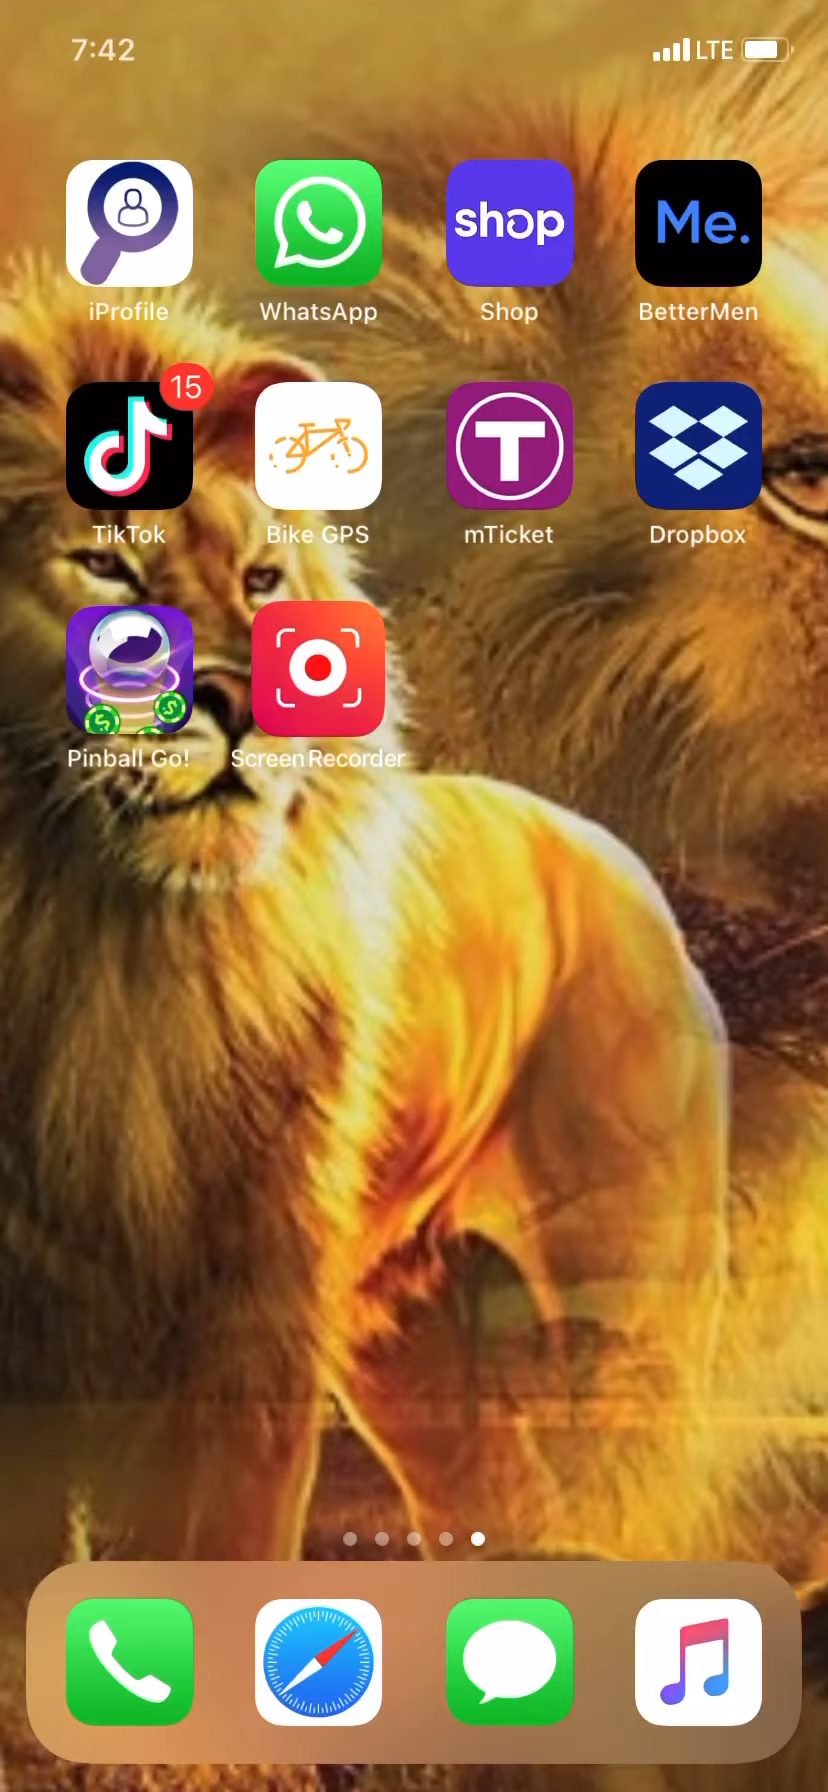 7:42 LTE
shop Me.
iProfile WhatsApp Shop BetterMen
15
T
TikTok Bike GPS mTicket Dropbox
Pinball Go! Screen Recorder